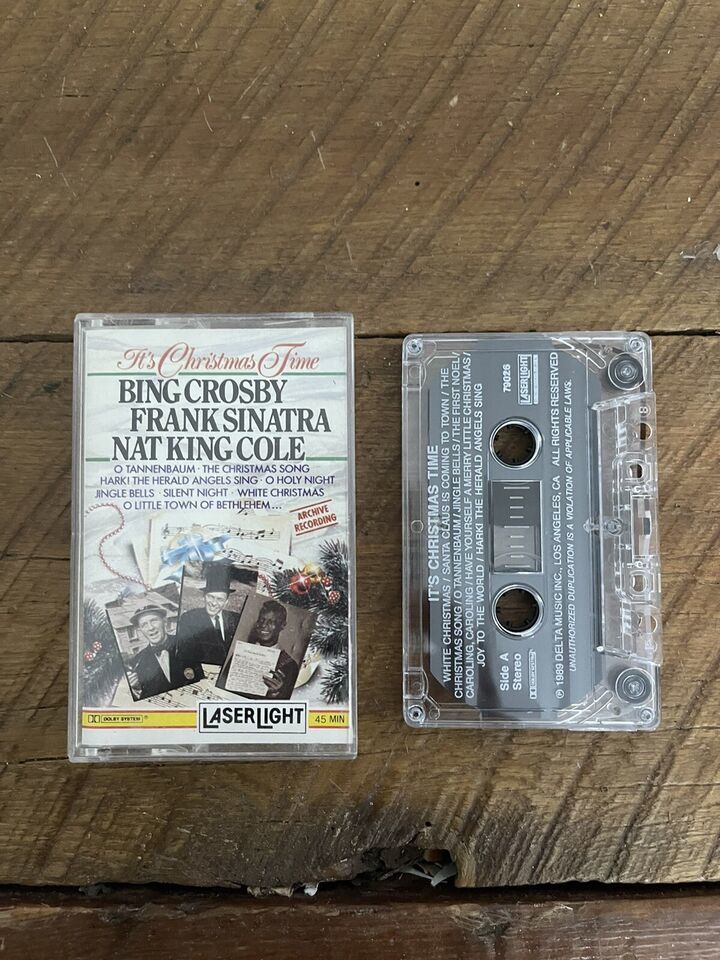 It's Christmas Time
BING CROSBY
FRANK SINATRA
NAT KING COLE
O TANNENBAUM · THE CHRISTMAS SONG
HARK! THE HERALD ANGELS SING · O HOLY NIGHT
JINGLE BELLS · SILENT NIGHT · WHITE CHRISTMAS
O LITTLE TOWN OF BETHLEHEM...
ARCHIVE
RECORDING
DOLBY SYSTEM ®
LASERLIGHT
45 MIN
IT'S CHRISTMAS TIME
WHITE CHRISTMAS / SANTA CLAUS IS COMING TO TOWN / THE
CHRISTMAS SONG / O TANNENBAUM / JINGLE BELLS / THE FIRST NOEL /
CAROLING, CAROLING / HAVE YOURSELF A MERRY LITTLE CHRISTMAS /
JOY TO THE WORLD / HARK! THE HERALD ANGELS SING
79026
LASERLIGHT
Side A
Stereo
℗ 1989 DELTA MUSIC INC., LOS ANGELES, CA ALL RIGHTS RESERVED
UNAUTHORIZED DUPLICATION IS A VIOLATION OF APPLICABLE LAWS.